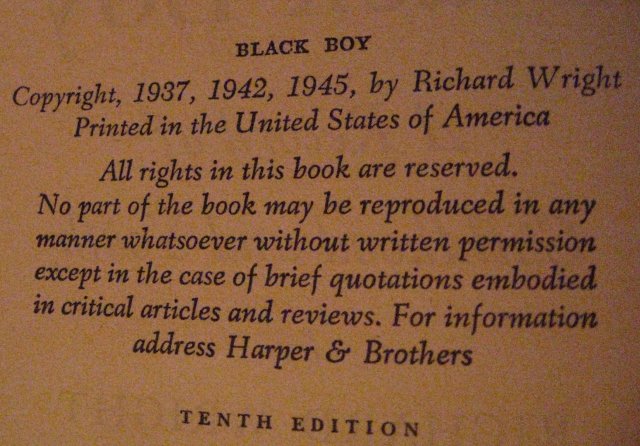 BLACK BOY
Copyright, 1937, 1942, 1945, by Richard Wright
Printed in the United States of America
All rights in this book are reserved.
No part of the book may be reproduced in any
manner whatsoever without written permission
except in the case of brief quotations embodied
in critical articles and reviews. For information
address Harper & Brothers
TENTH EDITION